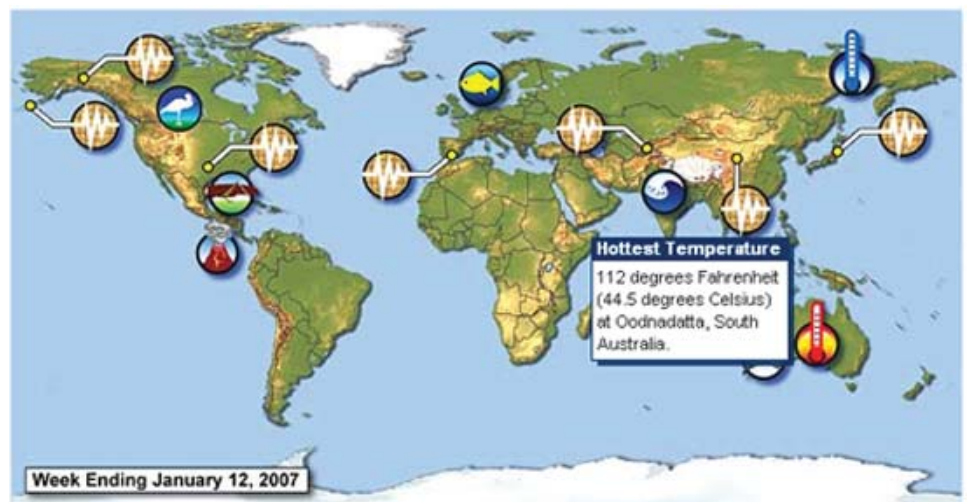 Hottest Temperature
112 degrees Fahrenheit
(44.5 degrees Celsius)
at Oodnadatta, South
Australia.
Week Ending January 12, 2007